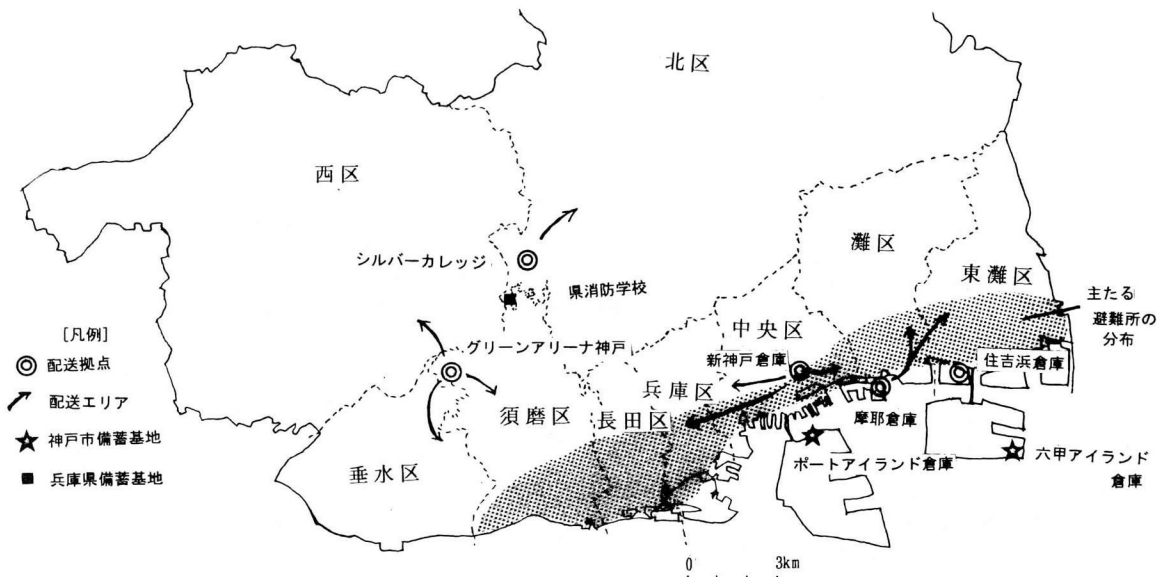 北区
西区
灘区
東灘区
シルバーカレッジ
県消防学校
主たる
避難所の
分布
中央区
[凡例]
配送拠点
配送エリア
神戸市備蓄基地
兵庫県備蓄基地
グリーンアリーナ神戸
新神戸倉庫
住吉浜倉庫
兵庫区
須磨区
長田区
摩耶倉庫
垂水区
ポートアイランド倉庫
六甲アイランド
倉庫
0 3km